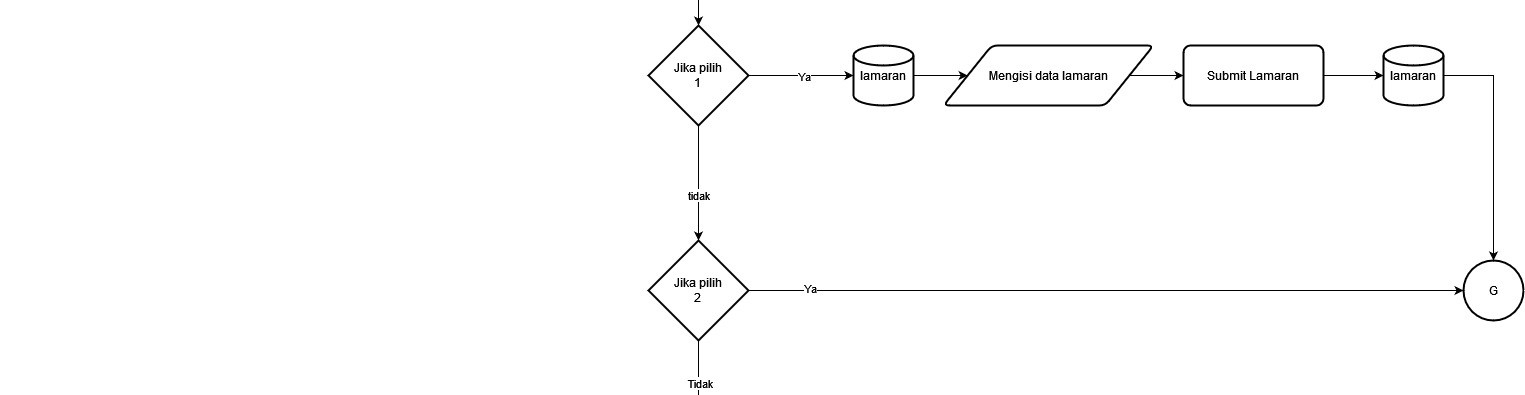 Jika pilih
1
Ya
lamaran
Mengisi data lamaran
Submit Lamaran
lamaran
tidak
Jika pilih
2
Ya
G
Tidak